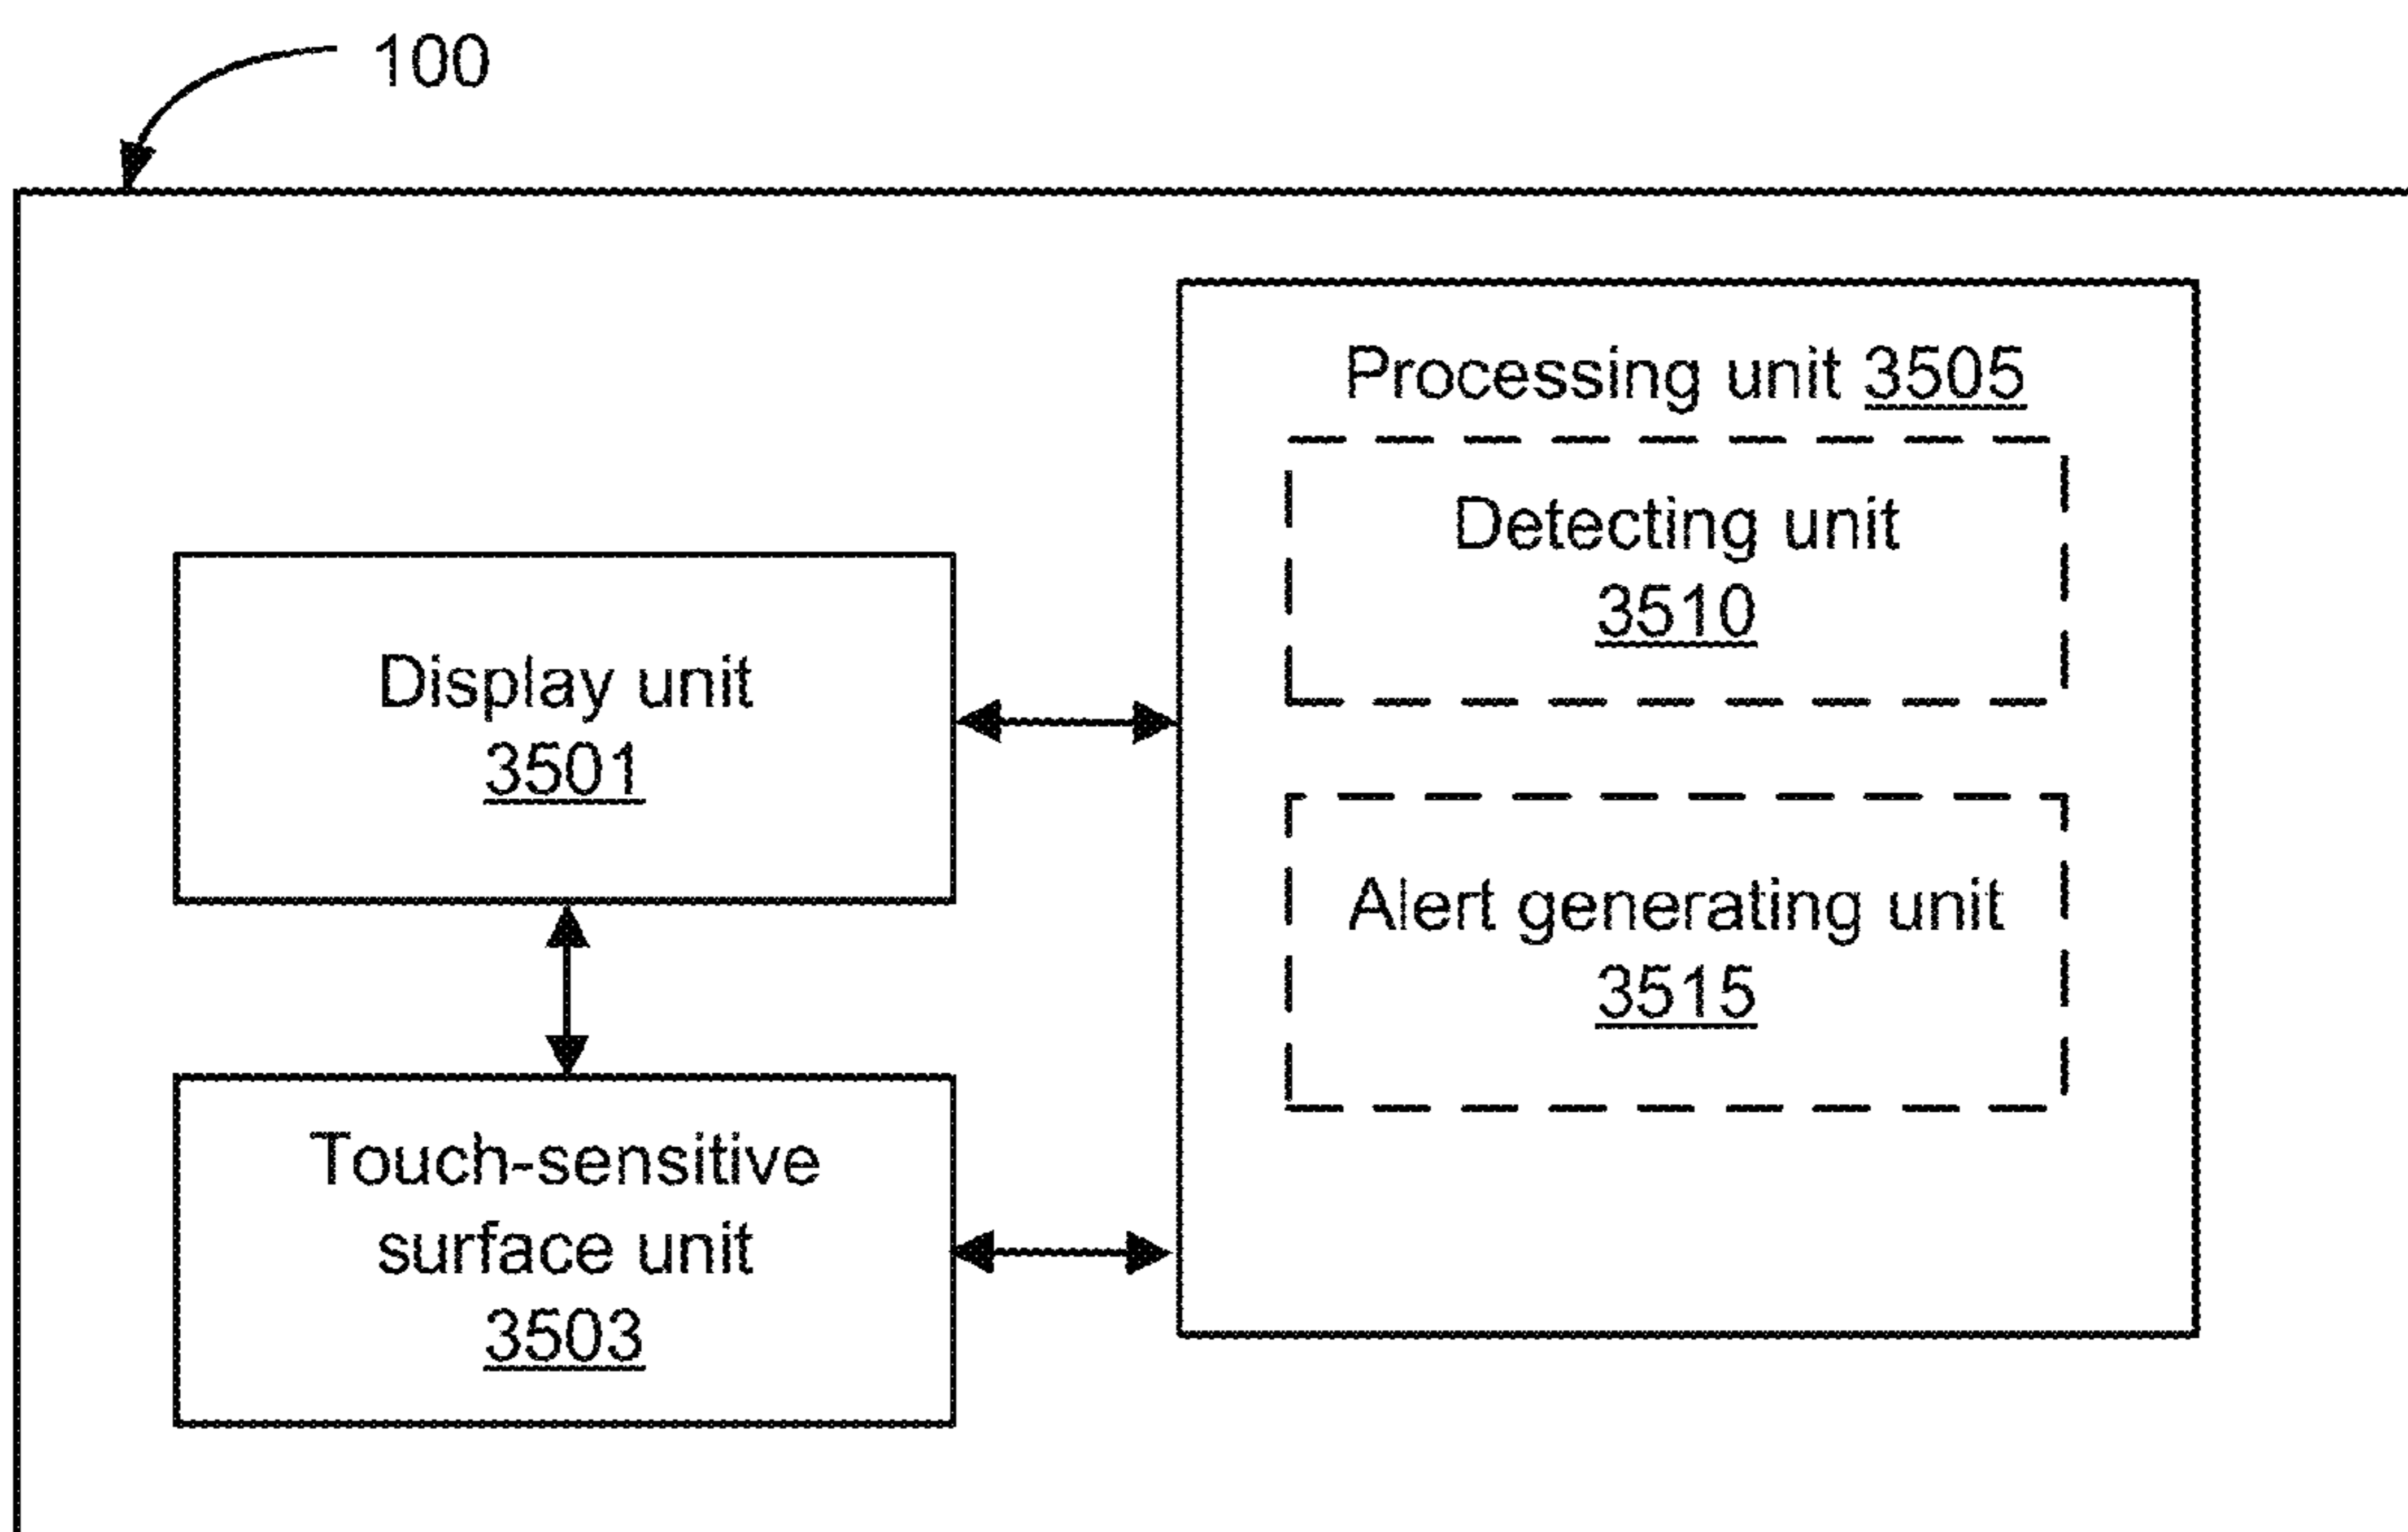 100
Processing unit 3505
Detecting unit
3510
Alert generating unit
3515
Display unit
3501
Touch-sensitive
surface unit
3503